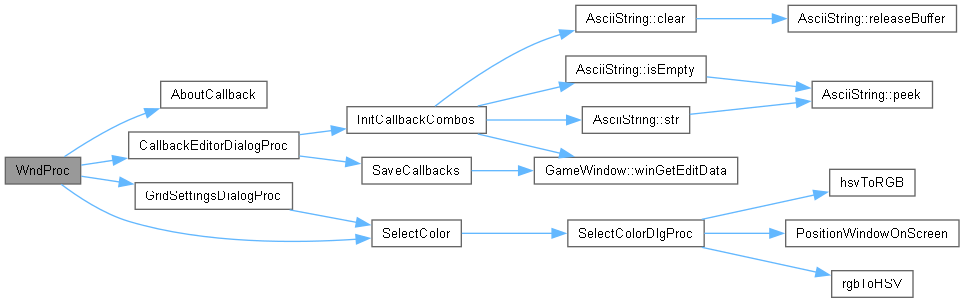 WndProc
AboutCallback
CallbackEditorDialogProc
GridSettingsDialogProc
InitCallbackCombos
SaveCallbacks
SelectColor
AsciiString::clear
AsciiString::isEmpty
AsciiString::str
GameWindow::winGetEditData
SelectColorDlgProc
AsciiString::releaseBuffer
AsciiString::peek
hsvToRGB
PositionWindowOnScreen
rgbToHSV